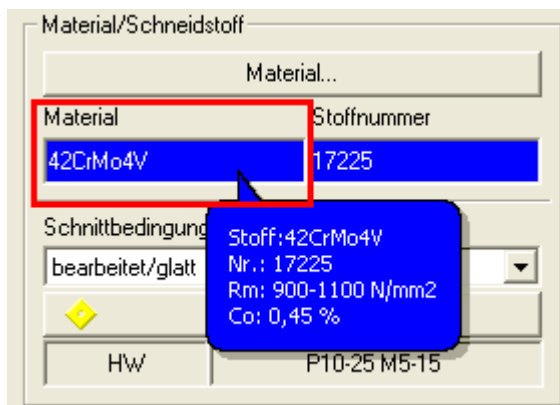 Material/Schneidstoff
Material...
Material Stoffnummer
42CrMo4V 17225
Schnittbedingung
bearbeitet/glatt
Stoff:42CrMo4V
Nr.: 17225
Rm: 900-1100 N/mm2
Co: 0,45 %
HW P10-25 M5-15